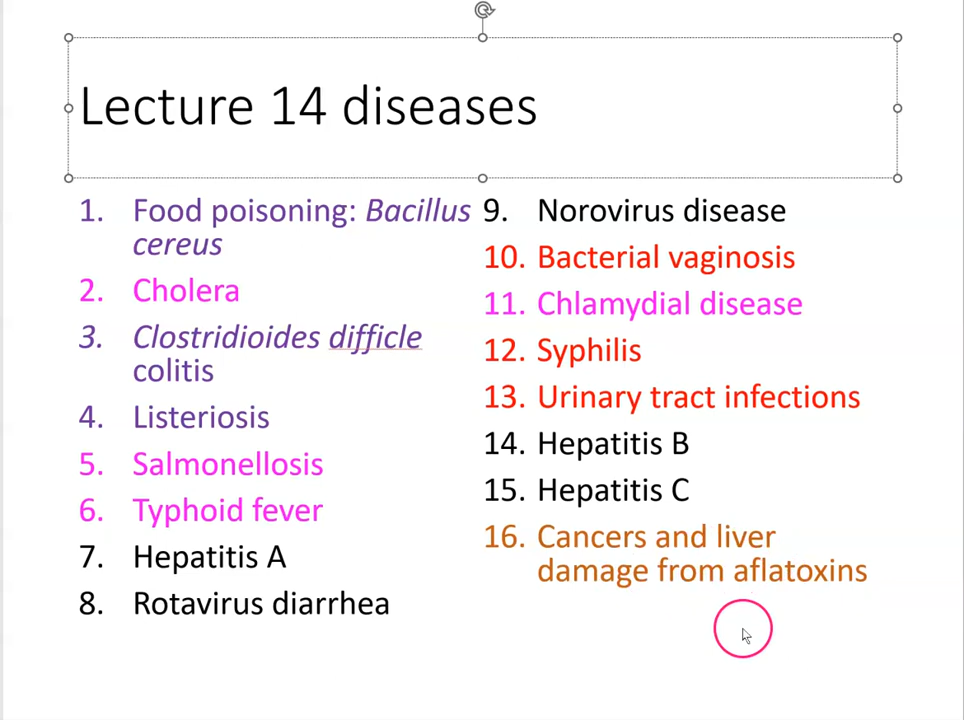 Lecture 14 diseases
1. Food poisoning: Bacillus
cereus
2. Cholera
3. Clostridioides difficle
colitis
4. Listeriosis
5. Salmonellosis
6. Typhoid fever
7. Hepatitis A
8. Rotavirus diarrhea
9. Norovirus disease
10. Bacterial vaginosis
11. Chlamydial disease
12. Syphilis
13. Urinary tract infections
14. Hepatitis B
15. Hepatitis C
16. Cancers and liver
damage from aflatoxins